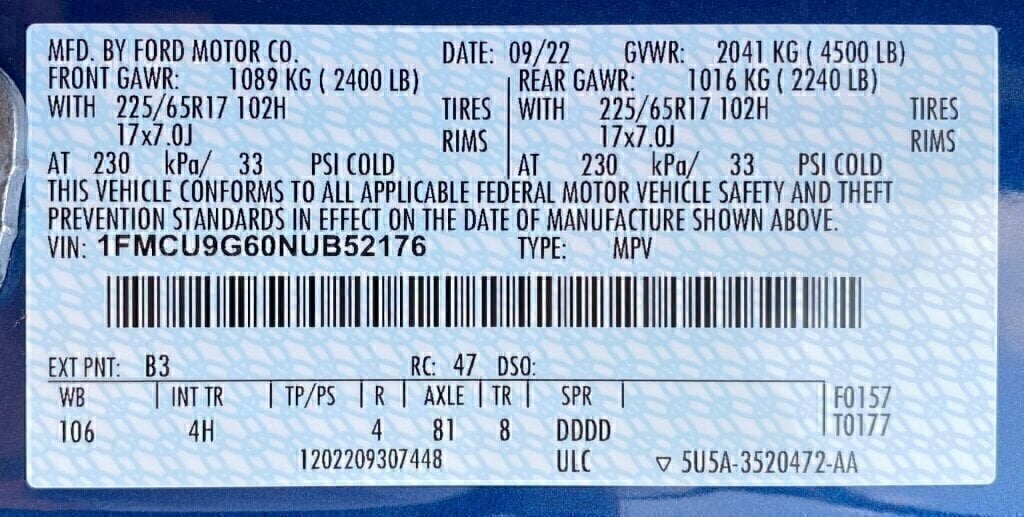 MFD. BY FORD MOTOR CO. DATE: 09/22 GVWR: 2041 KG ( 4500 LB)
FRONT GAWR: 1089 KG ( 2400 LB) REAR GAWR: 1016 KG ( 2240 LB)
WITH 225/65R17 102H TIRES WITH 225/65R17 102H TIRES
17x7.0J RIMS 17x7.0J RIMS
AT 230 kPa/ 33 PSI COLD AT 230 kPa/ 33 PSI COLD
THIS VEHICLE CONFORMS TO ALL APPLICABLE FEDERAL MOTOR VEHICLE SAFETY AND THEFT
PREVENTION STANDARDS IN EFFECT ON THE DATE OF MANUFACTURE SHOWN ABOVE.
VIN: 1FMCU9G60NUB52176 TYPE: MPV
EXT PNT: B3 RC: 47 DSO:
WB INT TR TP/PS R AXLE TR SPR F0157
106 4H 4 81 8 DDDD T0177
1202209307448 ULC ▽ 5U5A-3520472-AA